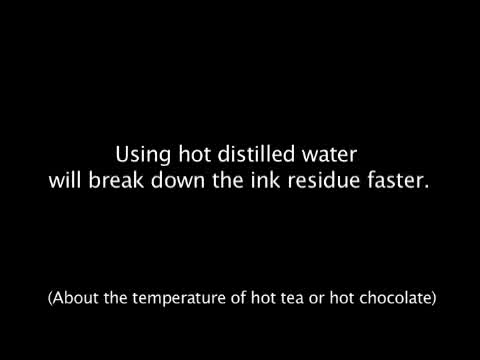 Using hot distilled water
will break down the ink residue faster.
(About the temperature of hot tea or hot chocolate)